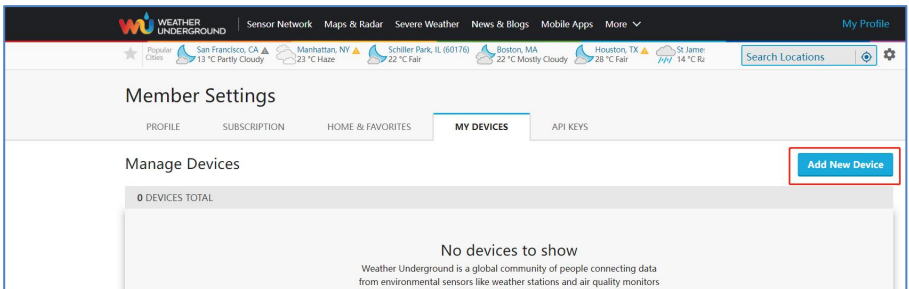 WEATHER UNDERGROUND Sensor Network Maps & Radar Severe Weather News & Blogs Mobile Apps More My Profile
Popular Cities San Francisco, CA 13 °C Partly Cloudy Manhattan, NY 23 °C Haze Schiller Park, IL (60176) 22 °C Fair Boston, MA 22 °C Mostly Cloudy Houston, TX 28 °C Fair St Jame 14 °C Ra Search Locations
Member Settings
PROFILE SUBSCRIPTION HOME & FAVORITES MY DEVICES API KEYS
Manage Devices Add New Device
0 DEVICES TOTAL
No devices to show
Weather Underground is a global community of people connecting data
from environmental sensors like weather stations and air quality monitors